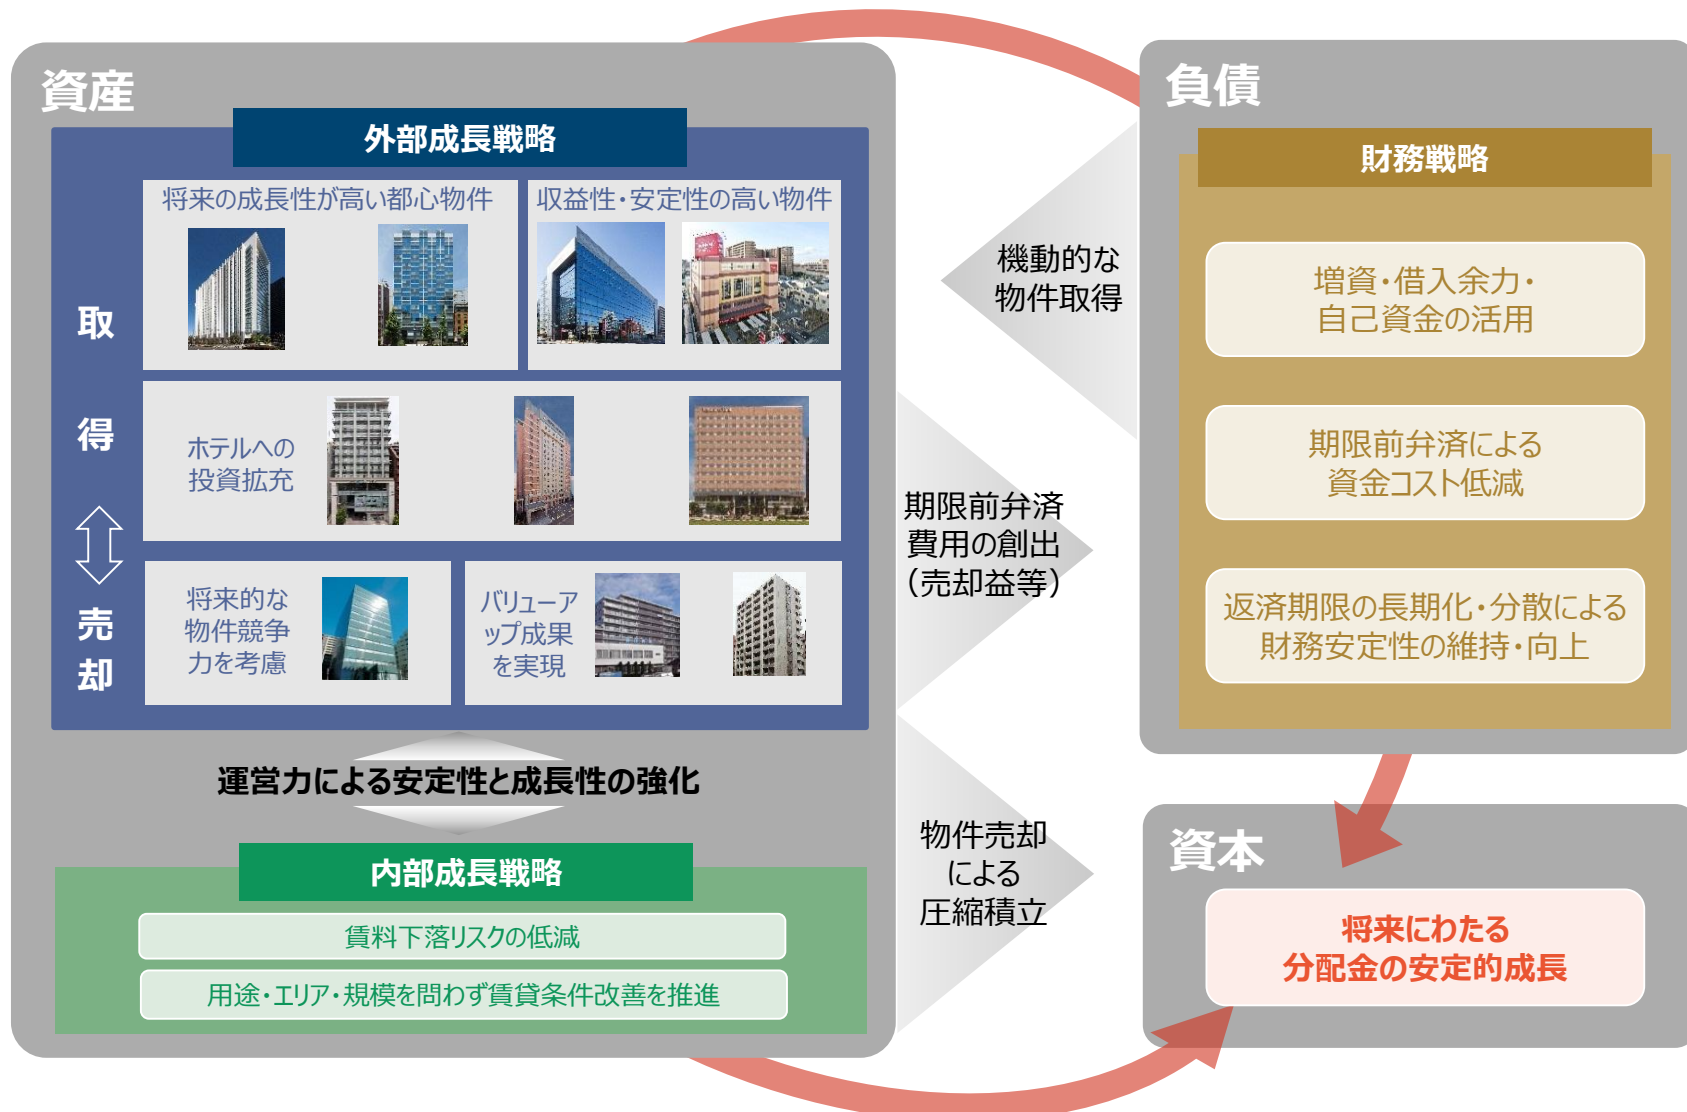 資産
外部成長戦略
将来の成長性が高い都心物件
収益性・安定性の高い物件
取
得
ホテルへの
投資拡充
売
却
将来的な
物件競争
力を考慮
バリューア
ップ成果
を実現
運営力による安定性と成長性の強化
内部成長戦略
賃料下落リスクの低減
用途・エリア・規模を問わず賃貸条件改善を推進
機動的な
物件取得
期限前弁済
費用の創出
（売却益等）
物件売却
による
圧縮積立
負債
財務戦略
増資・借入余力・
自己資金の活用
期限前弁済による
資金コスト低減
返済期限の長期化・分散による
財務安定性の維持・向上
資本
将来にわたる
分配金の安定的成長